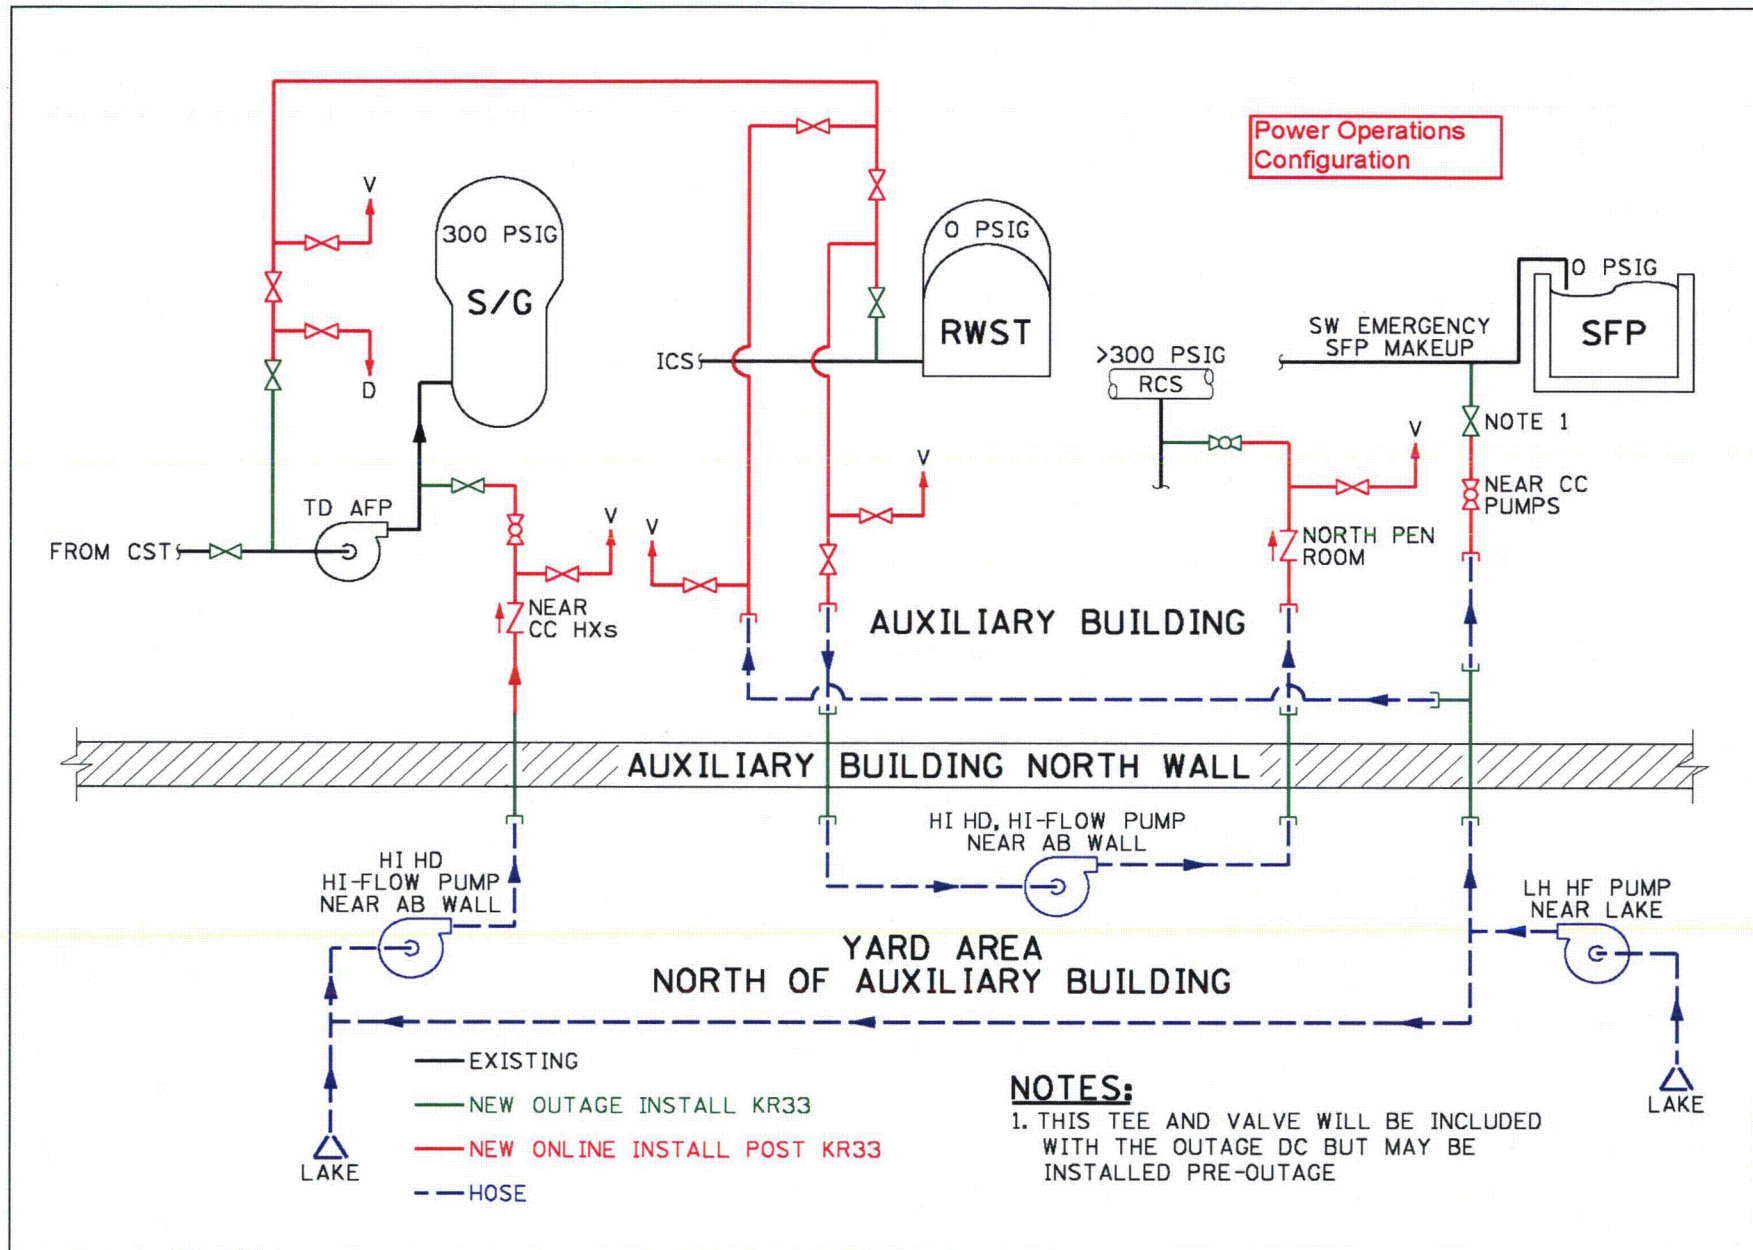 Power Operations
Configuration
V
300 PSIG
S/G
D
0 PSIG
RWST
ICS
0 PSIG
SFP
SW EMERGENCY
SFP MAKEUP
>300 PSIG
RCS
NOTE 1
V
V
NEAR CC
PUMPS
TD AFP
FROM CST
V
V
NORTH PEN
ROOM
NEAR
CC HXs
AUXILIARY BUILDING
AUXILIARY BUILDING NORTH WALL
HI HD, HI-FLOW PUMP
NEAR AB WALL
HI HD
HI-FLOW PUMP
NEAR AB WALL
LH HF PUMP
NEAR LAKE
YARD AREA
NORTH OF AUXILIARY BUILDING
EXISTING
NEW OUTAGE INSTALL KR33
NEW ONLINE INSTALL POST KR33
HOSE
LAKE
LAKE
NOTES:
1. THIS TEE AND VALVE WILL BE INCLUDED
WITH THE OUTAGE DC BUT MAY BE
INSTALLED PRE-OUTAGE